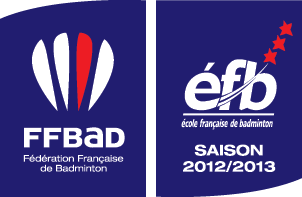 FFBaD
Fédération Française
de Badminton
éfb
école française de badminton
SAISON
2012/2013